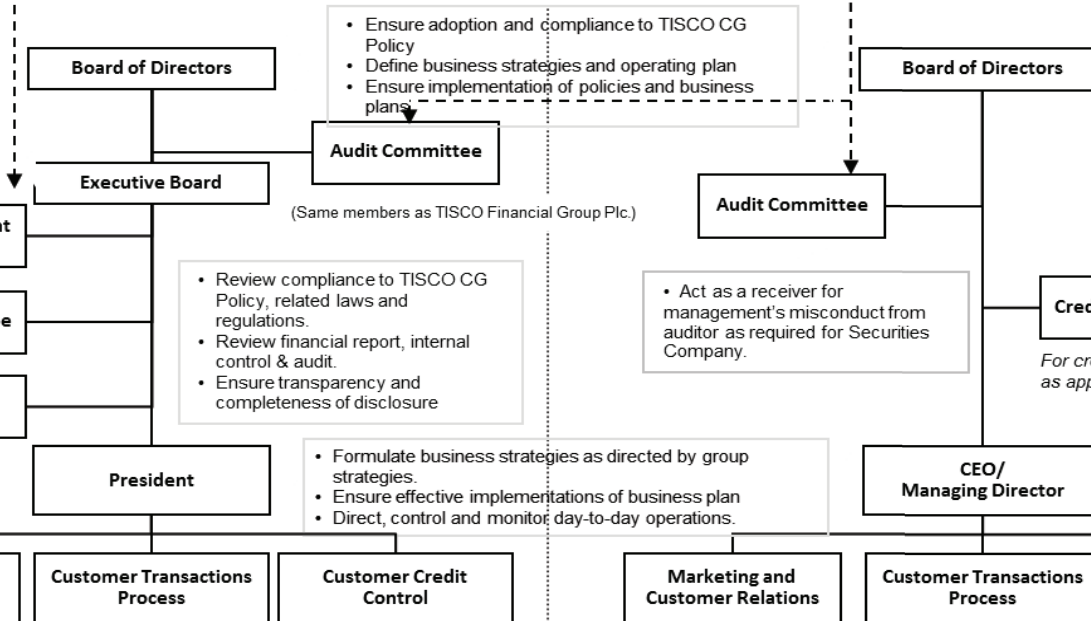 • Ensure adoption and compliance to TISCO CG
Policy
• Define business strategies and operating plan
• Ensure implementation of policies and business
plans
Board of Directors
Board of Directors
Audit Committee
Executive Board
(Same members as TISCO Financial Group Plc.)
Audit Committee
• Review compliance to TISCO CG
Policy, related laws and
regulations.
• Review financial report, internal
control & audit.
• Ensure transparency and
completeness of disclosure
• Act as a receiver for
management's misconduct from
auditor as required for Securities
Company.
For
as
President
• Formulate business strategies as directed by group
strategies.
• Ensure effective implementations of business plan
• Direct, control and monitor day-to-day operations.
CEO/
Managing Director
Customer Transactions
Process
Customer Credit
Control
Marketing and
Customer Relations
Customer Transactions
Process